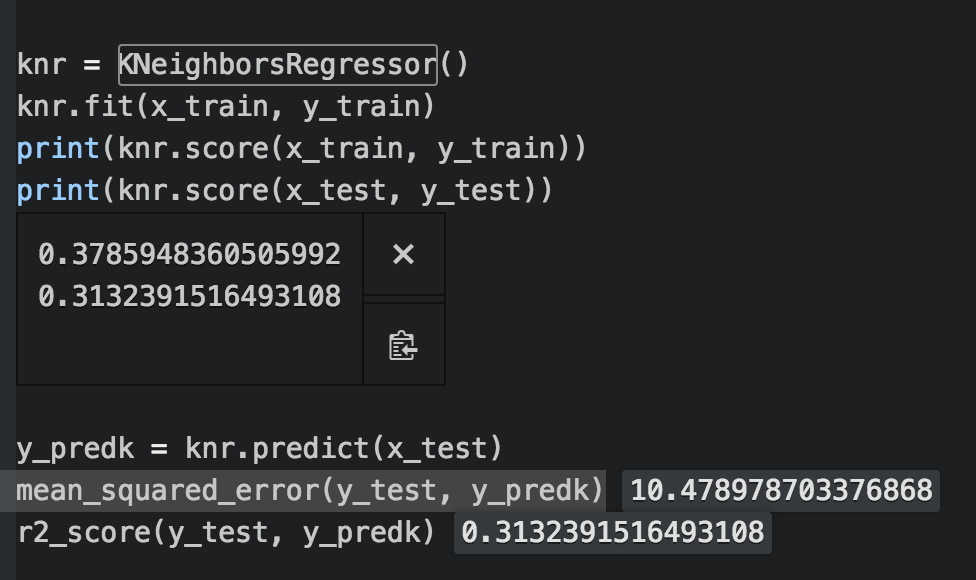 knr = KNeighborsRegressor()
knr.fit(x_train, y_train)
print(knr.score(x_train, y_train))
print(knr.score(x_test, y_test))
0.3785948360505992
0.3132391516493108
y_predk = knr.predict(x_test)
mean_squared_error(y_test, y_predk) 10.478978703376868
r2_score(y_test, y_predk) 0.3132391516493108